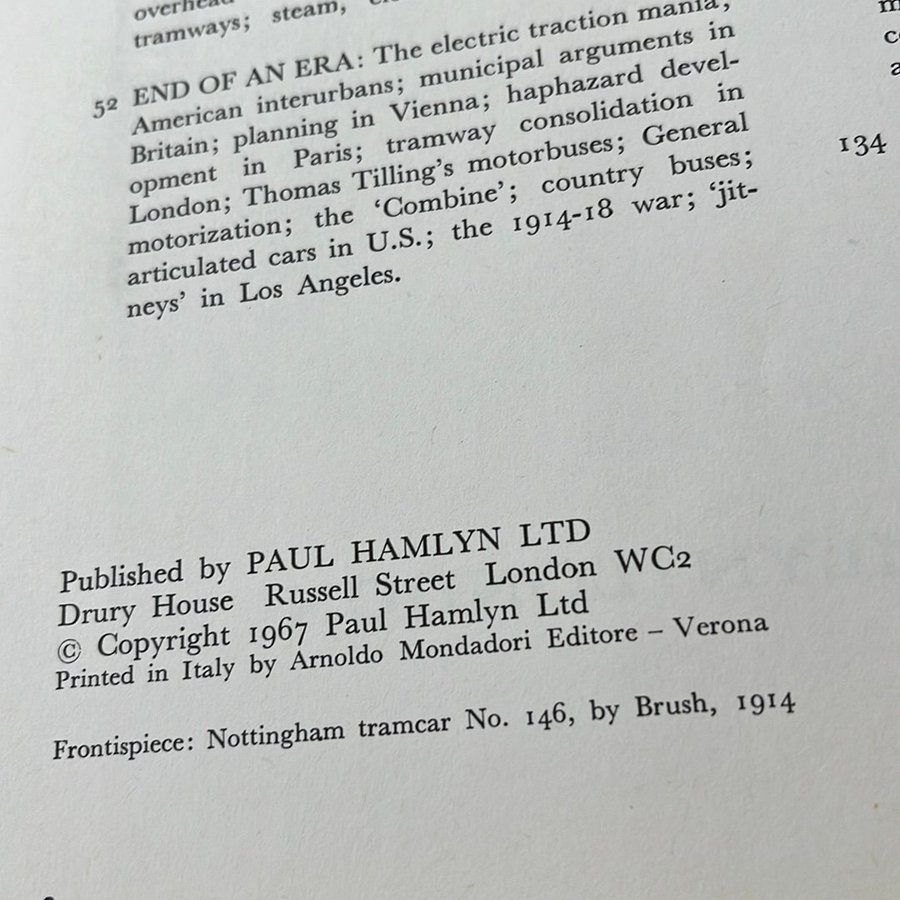 overhead
tramways; steam,
52 END OF AN ERA: The electric traction mania;
American interurbans; municipal arguments in
Britain; planning in Vienna; haphazard devel-
opment in Paris; tramway consolidation in
London; Thomas Tilling's motorbuses; General
motorization; the ‘Combine’; country buses;
articulated cars in U.S.; the 1914-18 war; ‘jit-
neys’ in Los Angeles.
134
Published by PAUL HAMLYN LTD
Drury House Russell Street London WC2
© Copyright 1967 Paul Hamlyn Ltd
Printed in Italy by Arnoldo Mondadori Editore – Verona
Frontispiece: Nottingham tramcar No. 146, by Brush, 1914